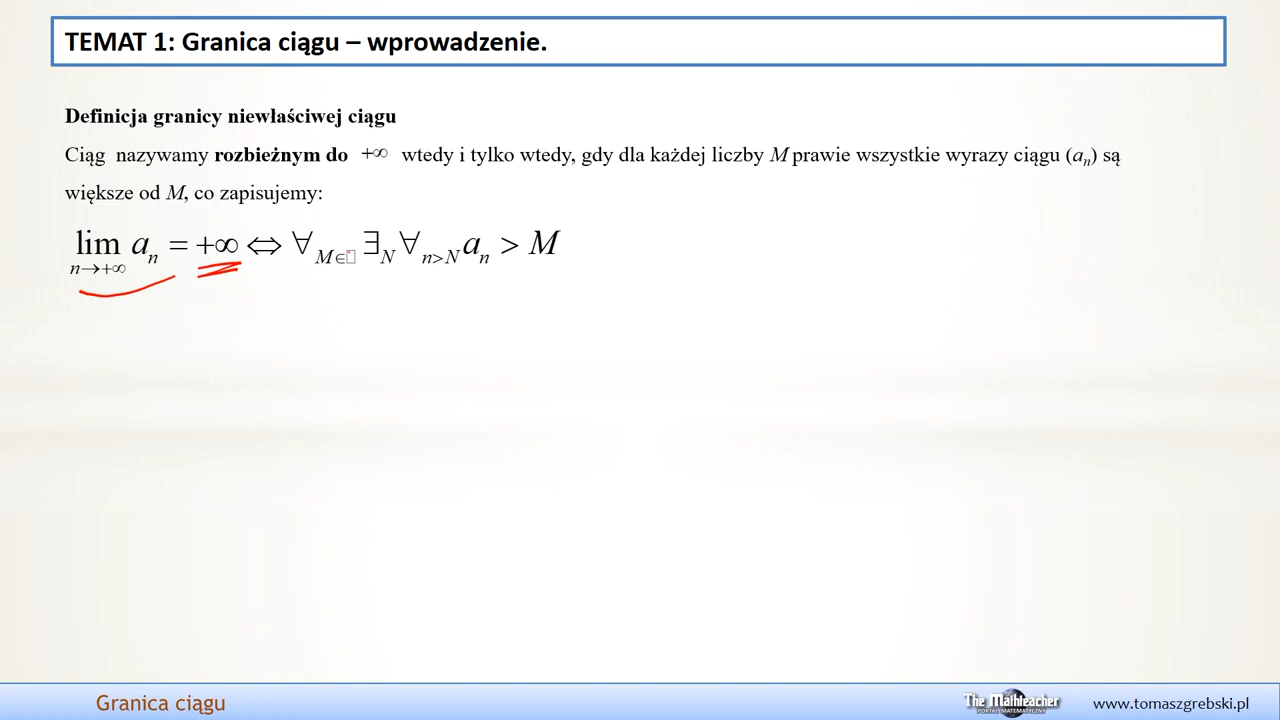 TEMAT 1: Granica ciągu – wprowadzenie.
Definicja granicy niewłaściwej ciągu
Ciąg nazywamy rozbieżnym do +∞ wtedy i tylko wtedy, gdy dla każdej liczby M prawie wszystkie wyrazy ciągu (aₙ) są
większe od M, co zapisujemy:
lim n→+∞ aₙ = +∞ ⇔ ∀ M∈□ ∃ N ∀ n>N aₙ > M
Granica ciągu
The Mathteacher
PORTAL MATEMATYCZNY
www.tomaszgrebski.pl